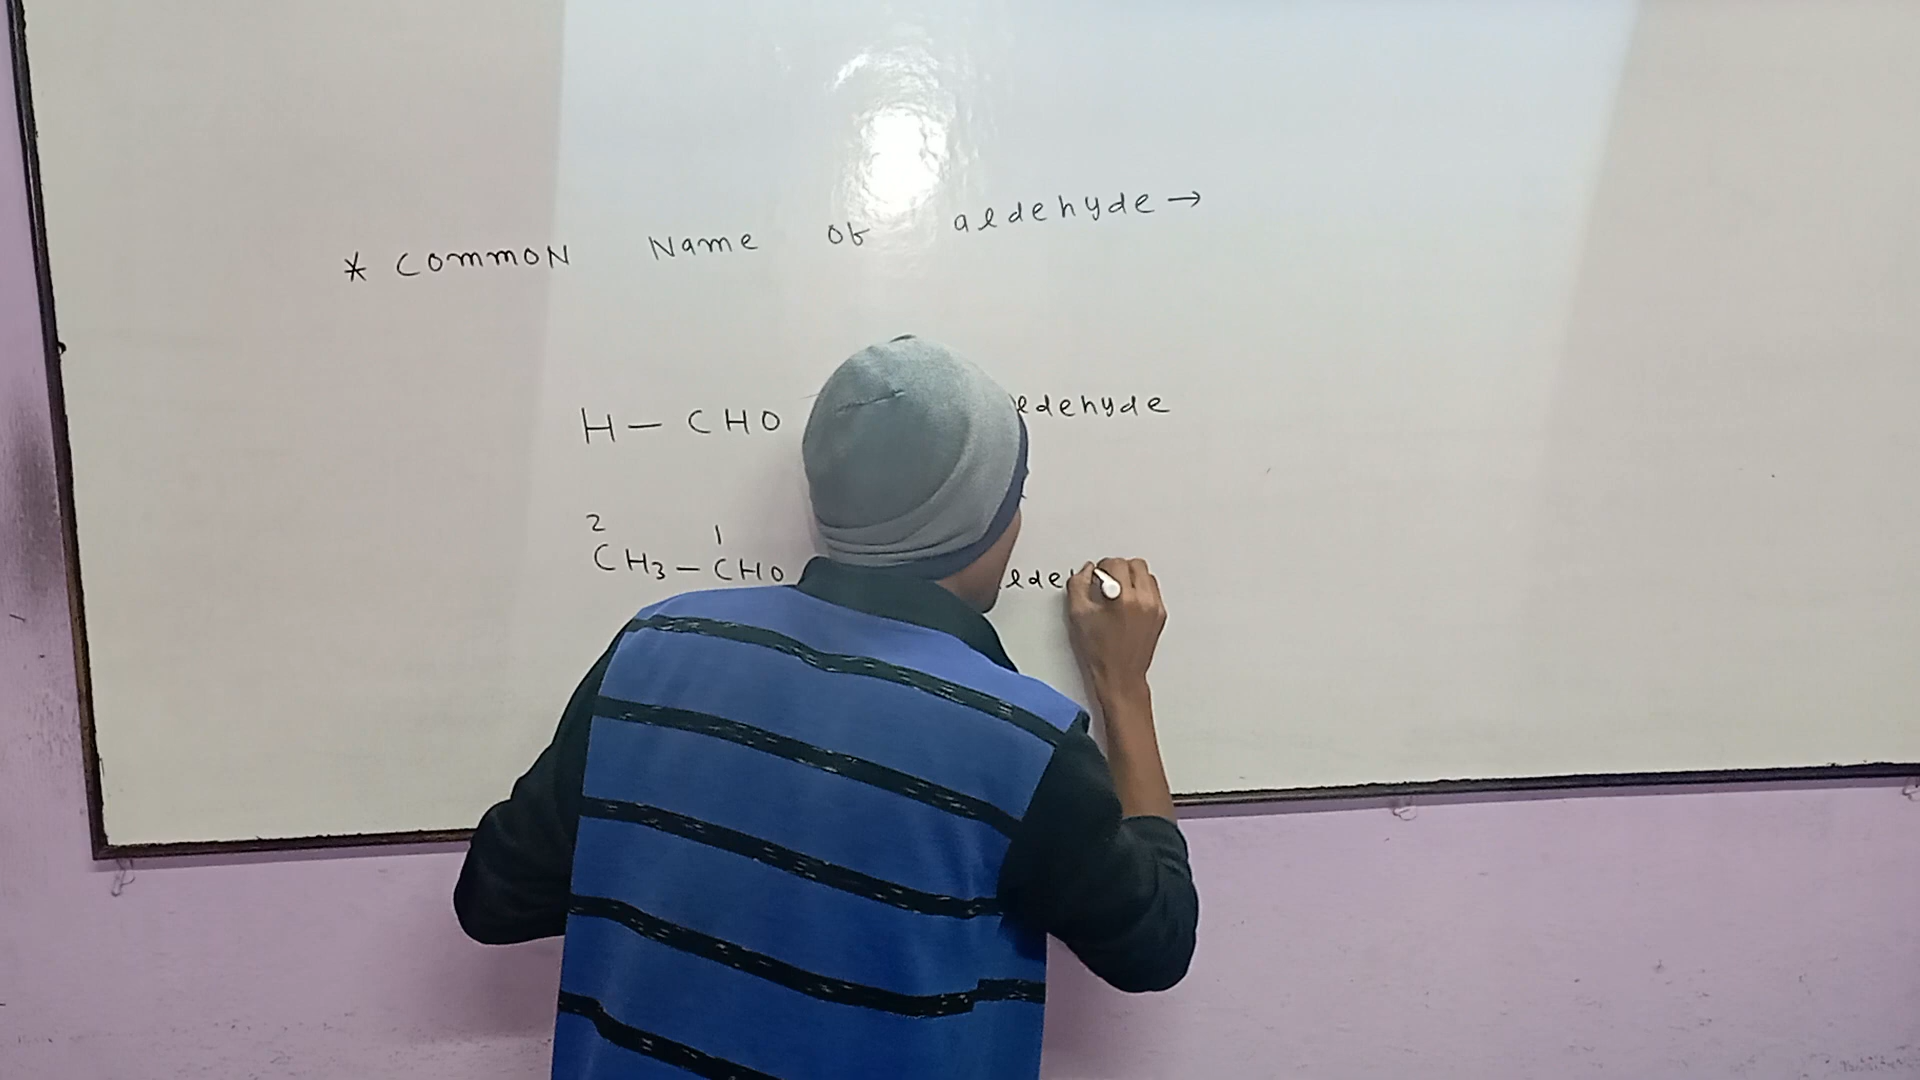 * Common Name of aldehyde →
H — CHO ldehyde
2 1
CH3 — CHO lde